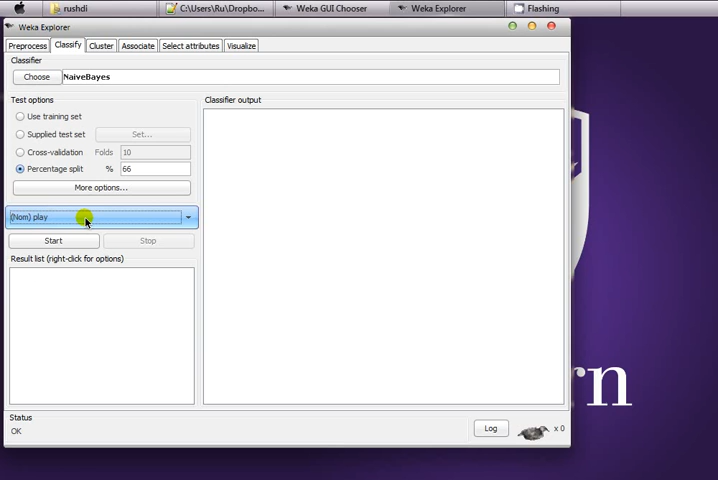 rushdi C:\Users\Ru\Dropbo... Weka GUI Chooser Weka Explorer Flashing
Weka Explorer
Preprocess Classify Cluster Associate Select attributes Visualize
Classifier
Choose NaiveBayes
Test options
Use training set
Supplied test set Set...
Cross-validation Folds 10
Percentage split % 66
More options...
(Nom) play
Start Stop
Result list (right-click for options)
Classifier output
Status
OK
Log x 0
rn